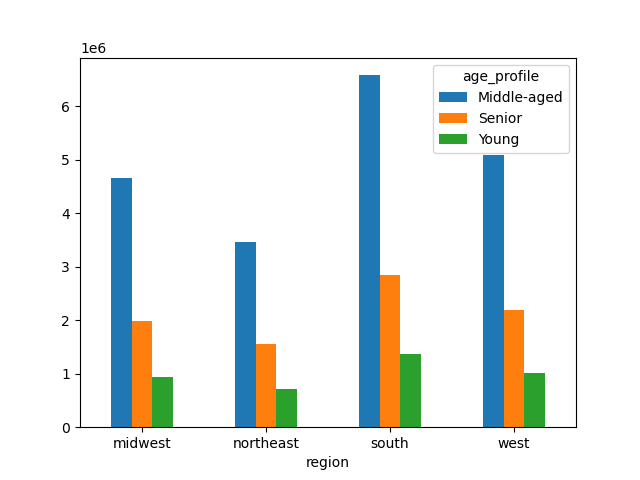 1e6
age_profile
Middle-aged
Senior
Young
6
5
4
3
2
1
0
midwest northeast south west
region